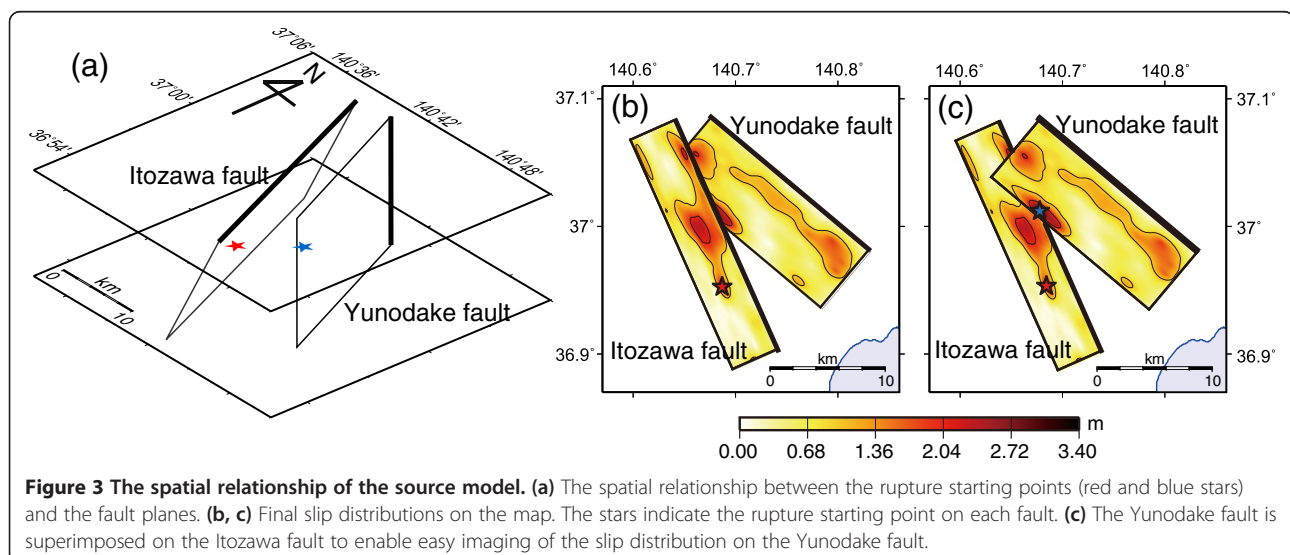 (a)
37°06'
140°36'
N
37°00'
140°42'
36°54'
140°48'
Itozawa fault
Yunodake fault
0 km 10
140.6 140.7 140.8
37.1
(b)
Yunodake fault
37
36.9
Itozawa fault
km
0 10
140.6 140.7 140.8
37.1
(c)
Yunodake fault
37
36.9
Itozawa fault
km
0 10
m
0.00 0.68 1.36 2.04 2.72 3.40
Figure 3 The spatial relationship of the source model. (a) The spatial relationship between the rupture starting points (red and blue stars)
and the fault planes. (b, c) Final slip distributions on the map. The stars indicate the rupture starting point on each fault. (c) The Yunodake fault is
superimposed on the Itozawa fault to enable easy imaging of the slip distribution on the Yunodake fault.